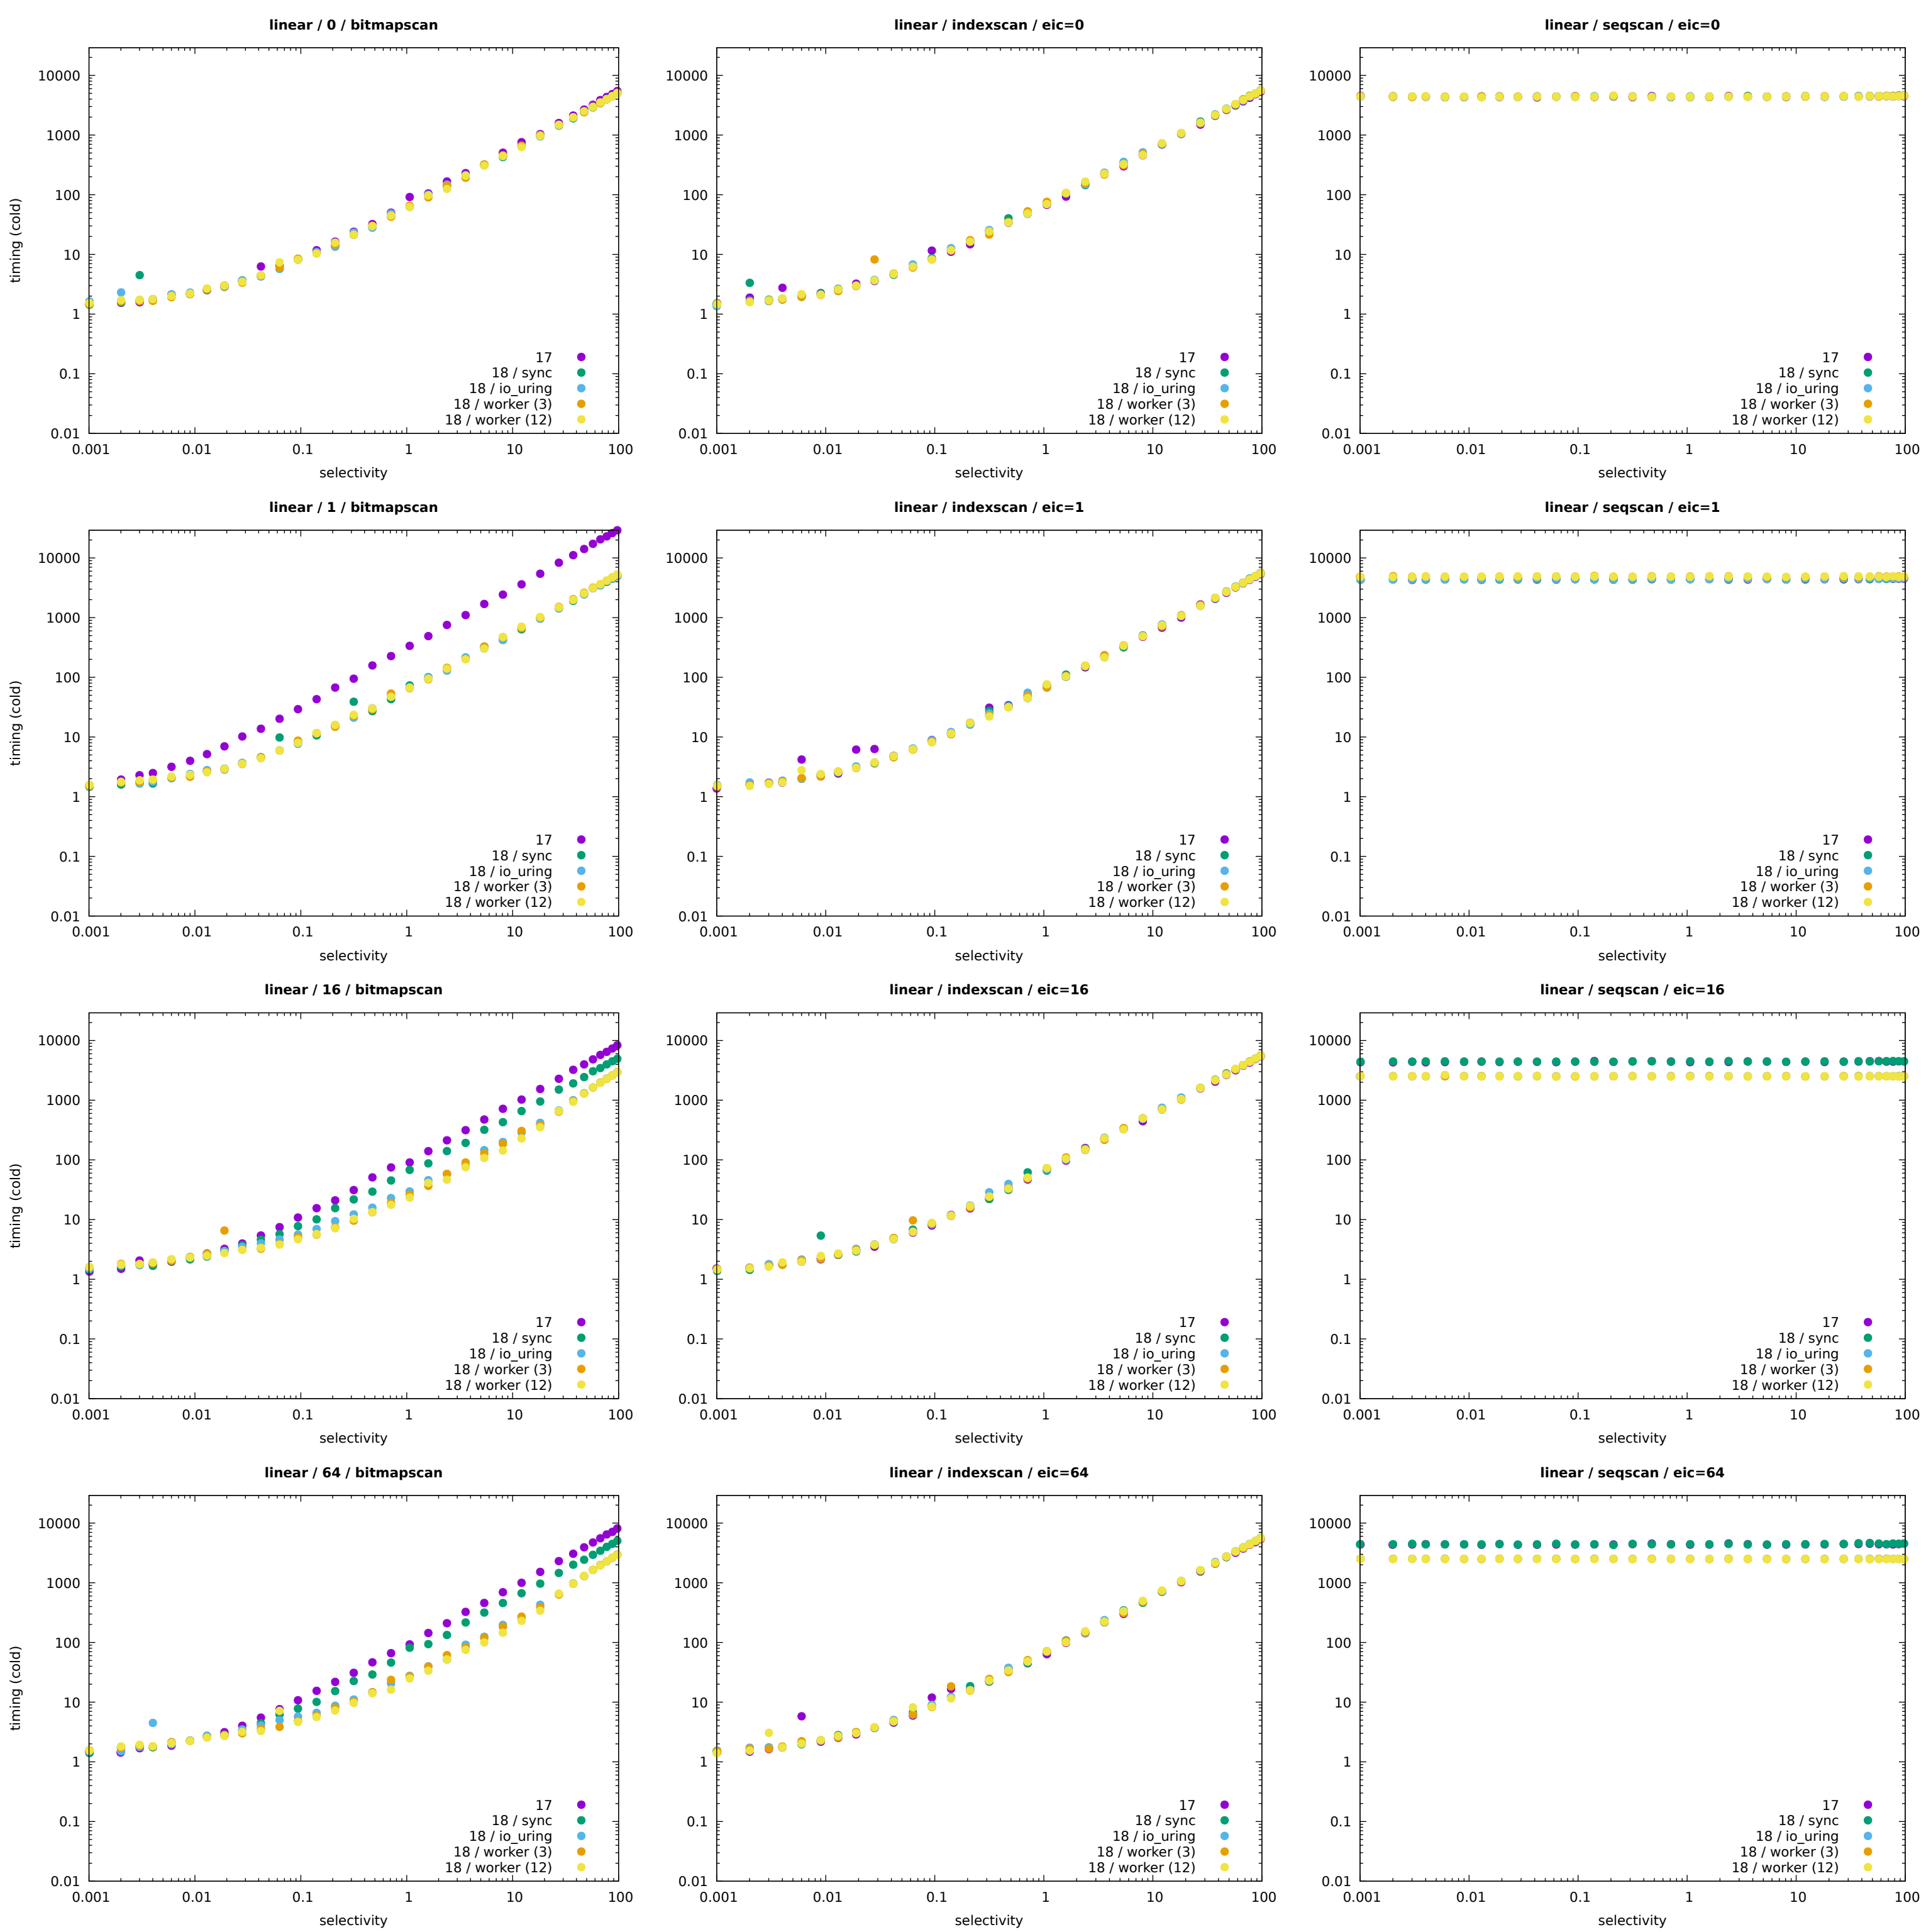 linear / 0 / bitmapscan
10000
1000
100
10
1
0.1
0.01
timing (cold)
17
18 / sync
18 / io_uring
18 / worker (3)
18 / worker (12)
0.001 0.01 0.1 1 10 100
selectivity
linear / indexscan / eic=0
10000
1000
100
10
1
0.1
0.01
17
18 / sync
18 / io_uring
18 / worker (3)
18 / worker (12)
0.001 0.01 0.1 1 10 100
selectivity
linear / seqscan / eic=0
10000
1000
100
10
1
0.1
0.01
17
18 / sync
18 / io_uring
18 / worker (3)
18 / worker (12)
0.001 0.01 0.1 1 10 100
selectivity
linear / 1 / bitmapscan
10000
1000
100
10
1
0.1
0.01
timing (cold)
17
18 / sync
18 / io_uring
18 / worker (3)
18 / worker (12)
0.001 0.01 0.1 1 10 100
selectivity
linear / indexscan / eic=1
10000
1000
100
10
1
0.1
0.01
17
18 / sync
18 / io_uring
18 / worker (3)
18 / worker (12)
0.001 0.01 0.1 1 10 100
selectivity
linear / seqscan / eic=1
10000
1000
100
10
1
0.1
0.01
17
18 / sync
18 / io_uring
18 / worker (3)
18 / worker (12)
0.001 0.01 0.1 1 10 100
selectivity
linear / 16 / bitmapscan
10000
1000
100
10
1
0.1
0.01
timing (cold)
17
18 / sync
18 / io_uring
18 / worker (3)
18 / worker (12)
0.001 0.01 0.1 1 10 100
selectivity
linear / indexscan / eic=16
10000
1000
100
10
1
0.1
0.01
17
18 / sync
18 / io_uring
18 / worker (3)
18 / worker (12)
0.001 0.01 0.1 1 10 100
selectivity
linear / seqscan / eic=16
10000
1000
100
10
1
0.1
0.01
17
18 / sync
18 / io_uring
18 / worker (3)
18 / worker (12)
0.001 0.01 0.1 1 10 100
selectivity
linear / 64 / bitmapscan
10000
1000
100
10
1
0.1
0.01
timing (cold)
17
18 / sync
18 / io_uring
18 / worker (3)
18 / worker (12)
0.001 0.01 0.1 1 10 100
selectivity
linear / indexscan / eic=64
10000
1000
100
10
1
0.1
0.01
17
18 / sync
18 / io_uring
18 / worker (3)
18 / worker (12)
0.001 0.01 0.1 1 10 100
selectivity
linear / seqscan / eic=64
10000
1000
100
10
1
0.1
0.01
17
18 / sync
18 / io_uring
18 / worker (3)
18 / worker (12)
0.001 0.01 0.1 1 10 100
selectivity